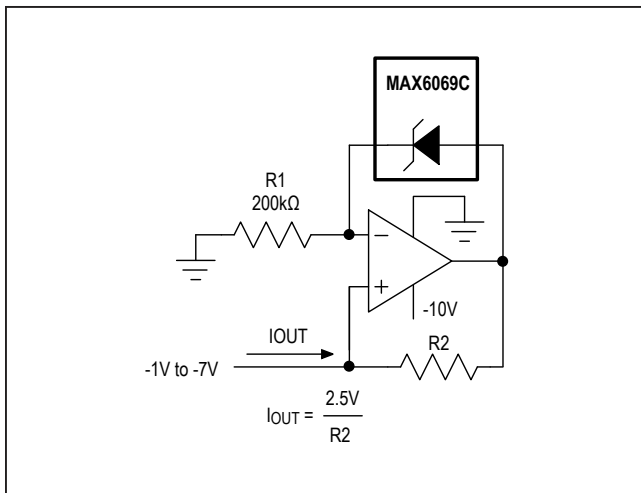 MAX6069C
R1
200kΩ
−
+
-10V
IOUT
R2
-1V to -7V
IOUT = 2.5V
R2